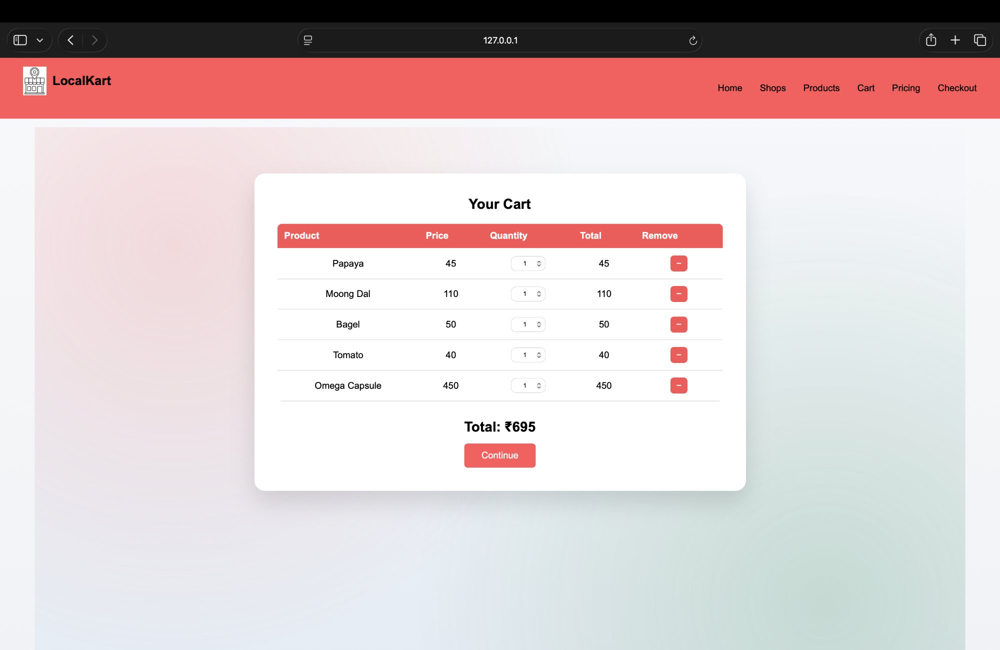 127.0.0.1
LocalKart
Home Shops Products Cart Pricing Checkout
Your Cart
Product Price Quantity Total Remove
Papaya 45 1 45 −
Moong Dal 110 1 110 −
Bagel 50 1 50 −
Tomato 40 1 40 −
Omega Capsule 450 1 450 −
Total: ₹695
Continue